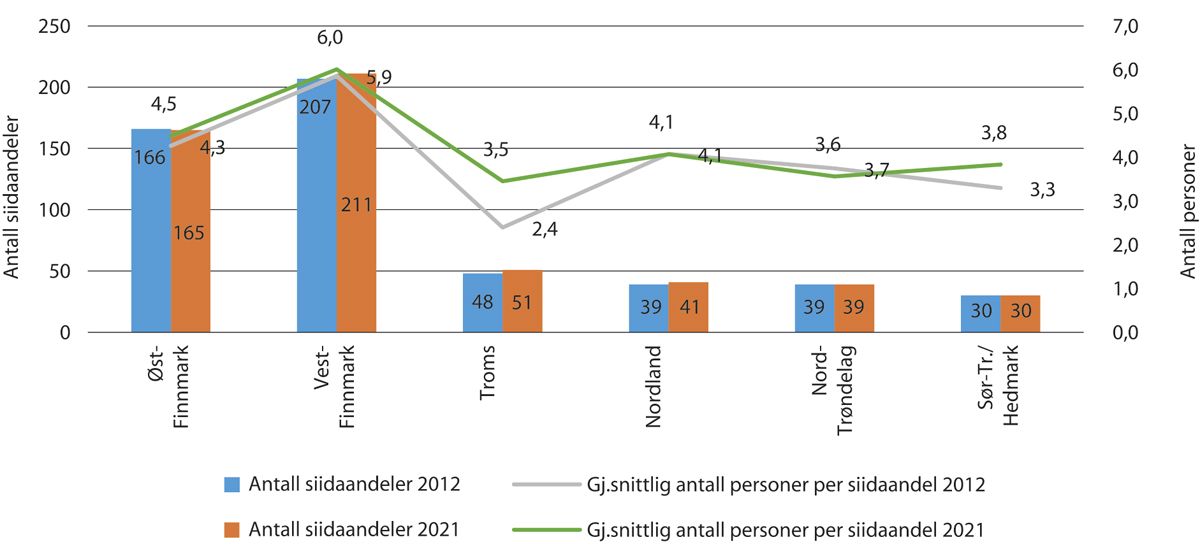 250
200
150
100
50
0
Antall siidaandeler
7,0
6,0
5,0
4,0
3,0
2,0
1,0
0,0
Antall personer
4,5
6,0
3,5
4,1
3,6
3,8
4,3
5,9
2,4
4,1
3,7
3,3
166
207
48
39
39
30
165
211
51
41
39
30
Øst-
Finnmark
Vest-
Finnmark
Troms
Nordland
Nord-
Trøndelag
Sør-Tr./
Hedmark
Antall siidaandeler 2012
Gj.snittlig antall personer per siidaandel 2012
Antall siidaandeler 2021
Gj.snittlig antall personer per siidaandel 2021